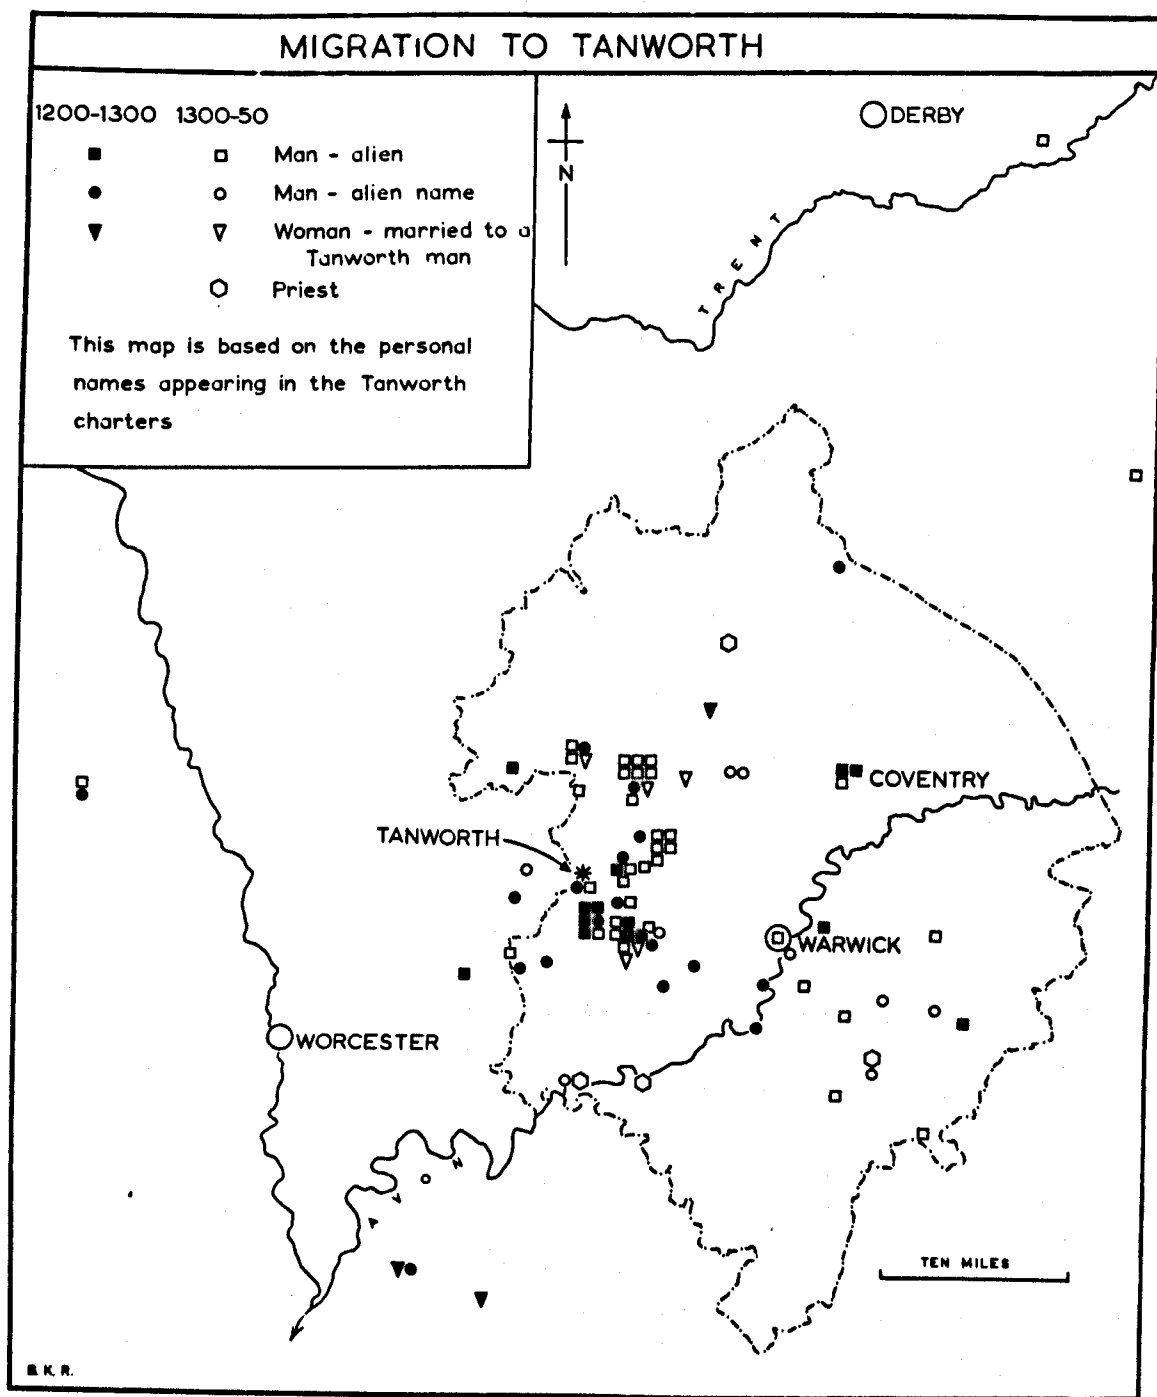 MIGRATION TO TANWORTH
1200-1300 1300-50
Man - alien
Man - alien name
Woman - married to a
Tanworth man
Priest
This map is based on the personal
names appearing in the Tanworth
charters
N
DERBY
TRENT
COVENTRY
TANWORTH
WARWICK
WORCESTER
AVN
TEN MILES
B.K.R.